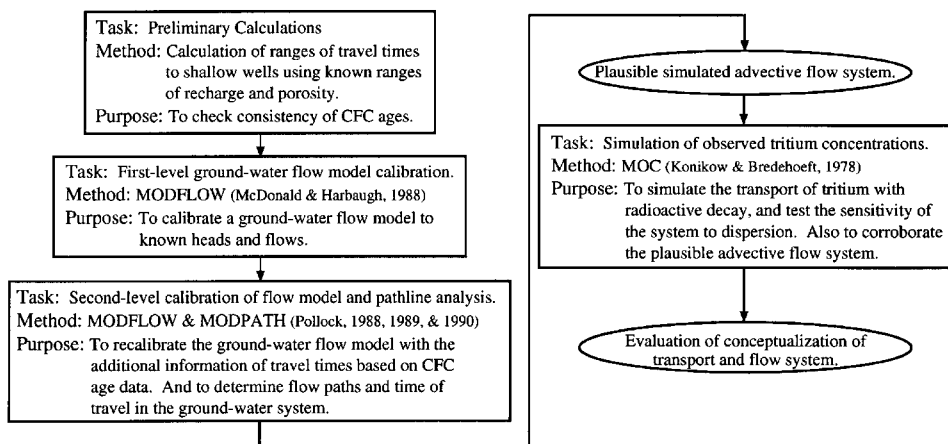 Task: Preliminary Calculations
Method: Calculation of ranges of travel times
to shallow wells using known ranges
of recharge and porosity.
Purpose: To check consistency of CFC ages.
Task: First-level ground-water flow model calibration.
Method: MODFLOW (McDonald & Harbaugh, 1988)
Purpose: To calibrate a ground-water flow model to
known heads and flows.
Task: Second-level calibration of flow model and pathline analysis.
Method: MODFLOW & MODPATH (Pollock, 1988, 1989, & 1990)
Purpose: To recalibrate the ground-water flow model with the
additional information of travel times based on CFC
age data. And to determine flow paths and time of
travel in the ground-water system.
Plausible simulated advective flow system.
Task: Simulation of observed tritium concentrations.
Method: MOC (Konikow & Bredehoeft, 1978)
Purpose: To simulate the transport of tritium with
radioactive decay, and test the sensitivity of
the system to dispersion. Also to corroborate
the plausible advective flow system.
Evaluation of conceptualization of
transport and flow system.